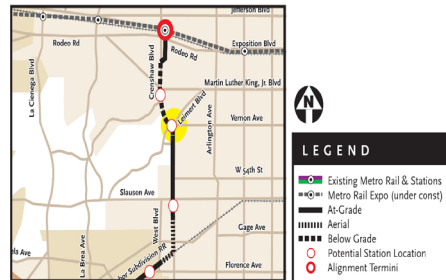 Jefferson Blvd
Rodeo Rd
Exposition Blvd
Rodeo Rd
La Cienega Blvd
Crenshaw Blvd
Martin Luther King, Jr. Blvd
Leimert Blvd
Vernon Ave
Arlington Ave
W 54th St
Slauson Ave
West Blvd
Gage Ave
La Brea Ave
bor Subdivision RR
Florence Ave
N
LEGEND
Existing Metro Rail & Stations
Metro Rail Expo (under const)
At-Grade
Aerial
Below Grade
Potential Station Location
Alignment Termini